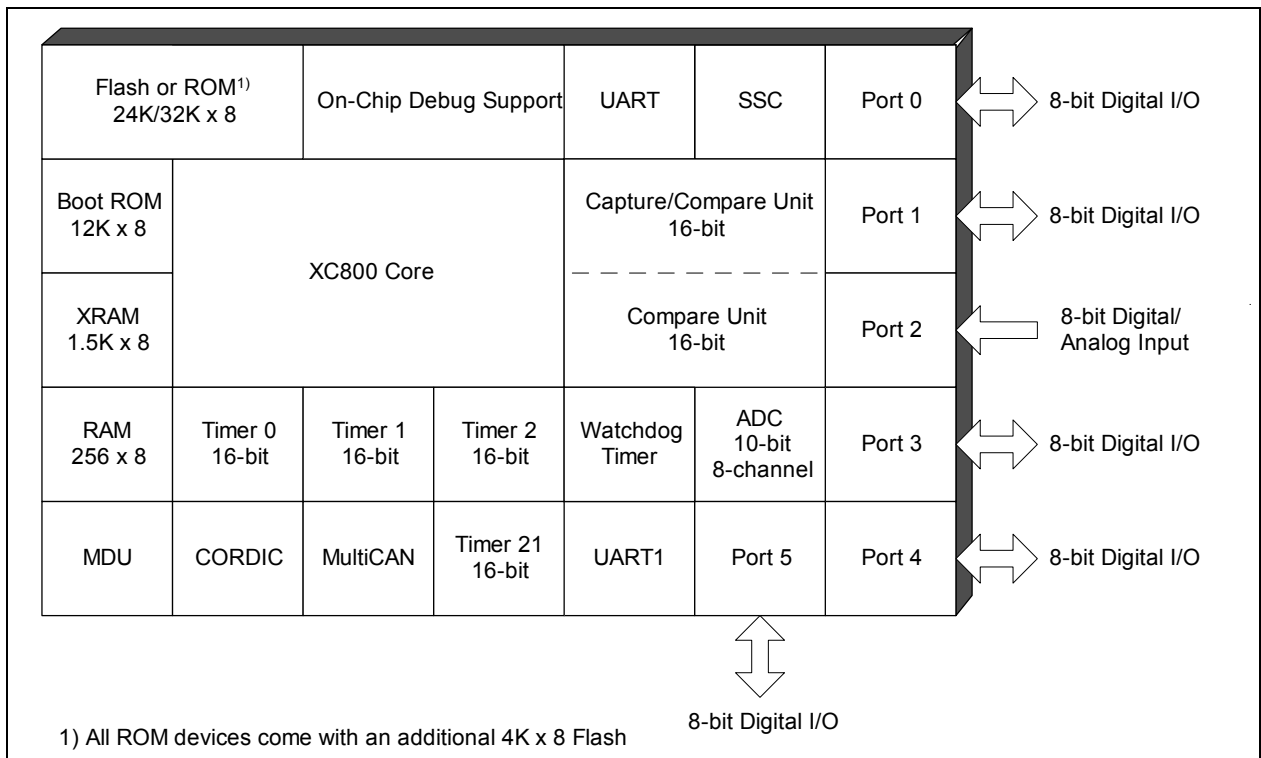 Flash or ROM1)
24K/32K x 8
On-Chip Debug Support
UART
SSC
Port 0
8-bit Digital I/O
Boot ROM
12K x 8
XC800 Core
Capture/Compare Unit
16-bit
Port 1
8-bit Digital I/O
XRAM
1.5K x 8
Compare Unit
16-bit
Port 2
8-bit Digital/
Analog Input
RAM
256 x 8
Timer 0
16-bit
Timer 1
16-bit
Timer 2
16-bit
Watchdog
Timer
ADC
10-bit
8-channel
Port 3
8-bit Digital I/O
MDU
CORDIC
MultiCAN
Timer 21
16-bit
UART1
Port 5
Port 4
8-bit Digital I/O
8-bit Digital I/O
1) All ROM devices come with an additional 4K x 8 Flash